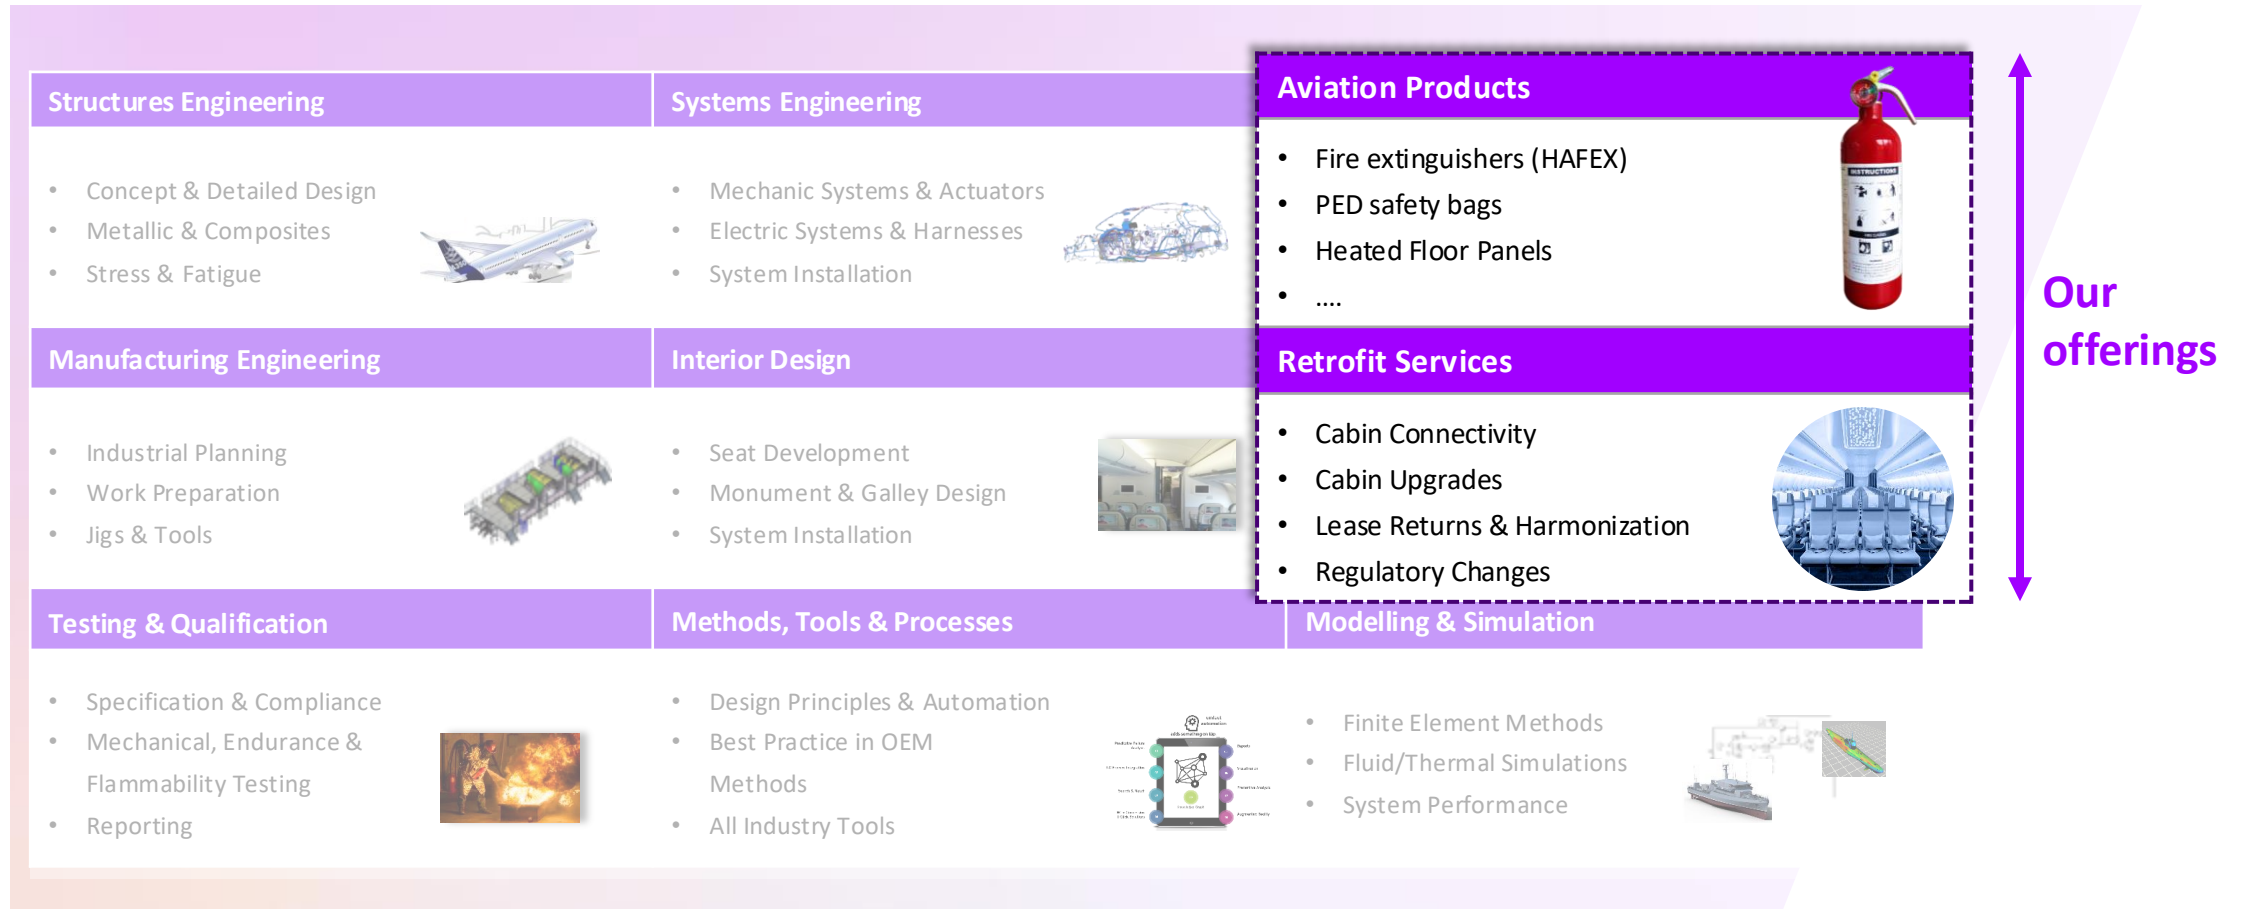 Structures Engineering
• Concept & Detailed Design
• Metallic & Composites
• Stress & Fatigue
Systems Engineering
• Mechanic Systems & Actuators
• Electric Systems & Harnesses
• System Installation
Aviation Products
• Fire extinguishers (HAFEX)
• PED safety bags
• Heated Floor Panels
• ....
INSTRUCTIONS
Manufacturing Engineering
• Industrial Planning
• Work Preparation
• Jigs & Tools
Interior Design
• Seat Development
• Monument & Galley Design
• System Installation
Retrofit Services
• Cabin Connectivity
• Cabin Upgrades
• Lease Returns & Harmonization
• Regulatory Changes
Our
offerings
Testing & Qualification
• Specification & Compliance
• Mechanical, Endurance &
Flammability Testing
• Reporting
Methods, Tools & Processes
• Design Principles & Automation
• Best Practice in OEM
Methods
• All Industry Tools
Modelling & Simulation
• Finite Element Methods
• Fluid/Thermal Simulations
• System Performance